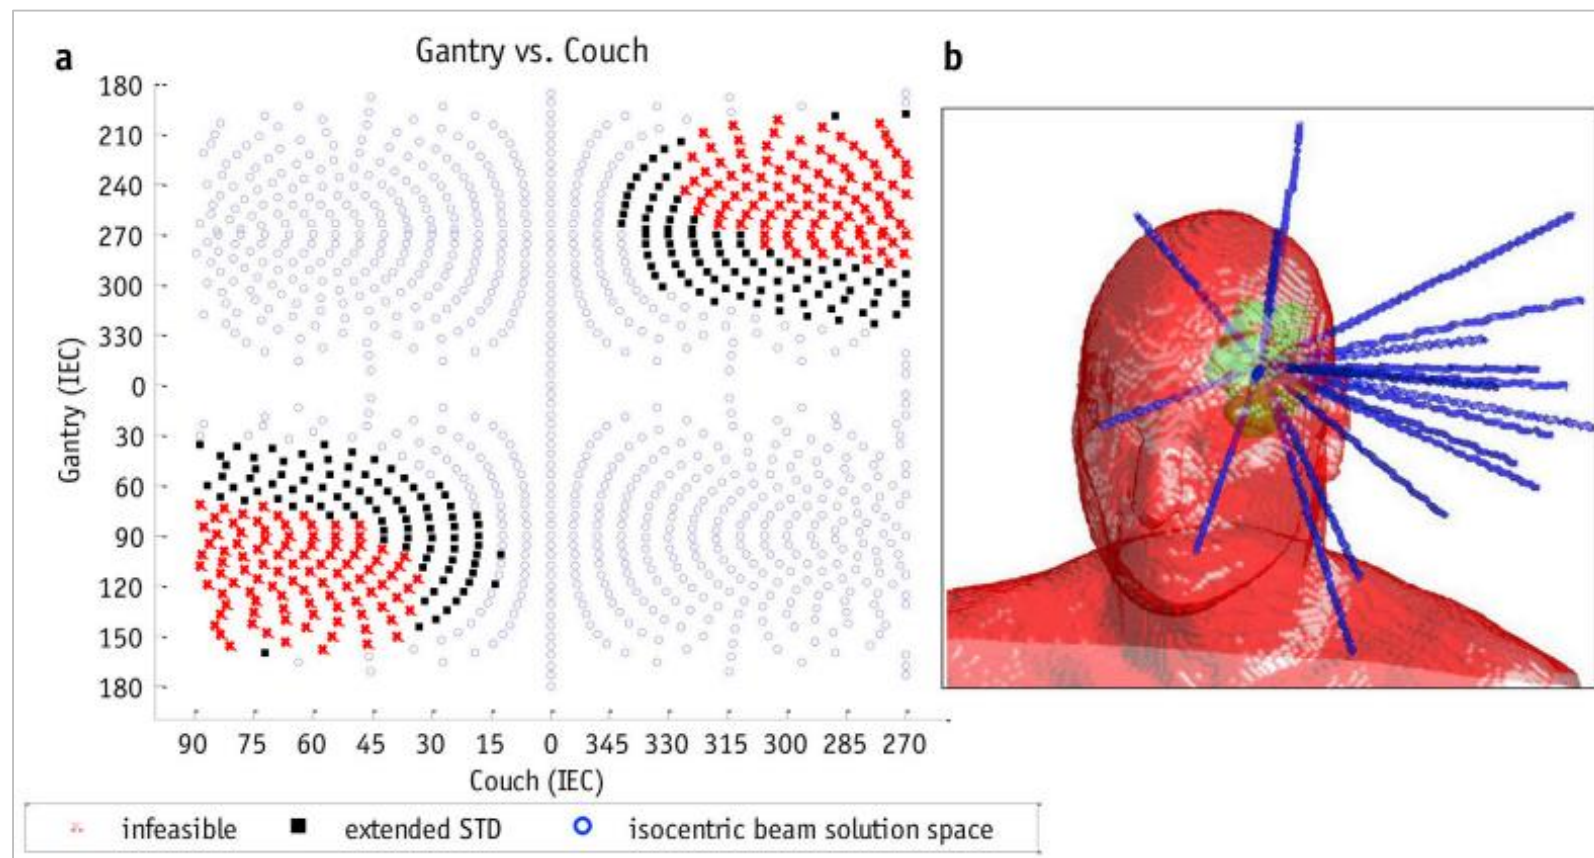 a
Gantry vs. Couch
b
Gantry (IEC)
180
210
240
270
300
330
0
30
60
90
120
150
180
90 75 60 45 30 15 0 345 330 315 300 285 270
Couch (IEC)
infeasible extended STD isocentric beam solution space